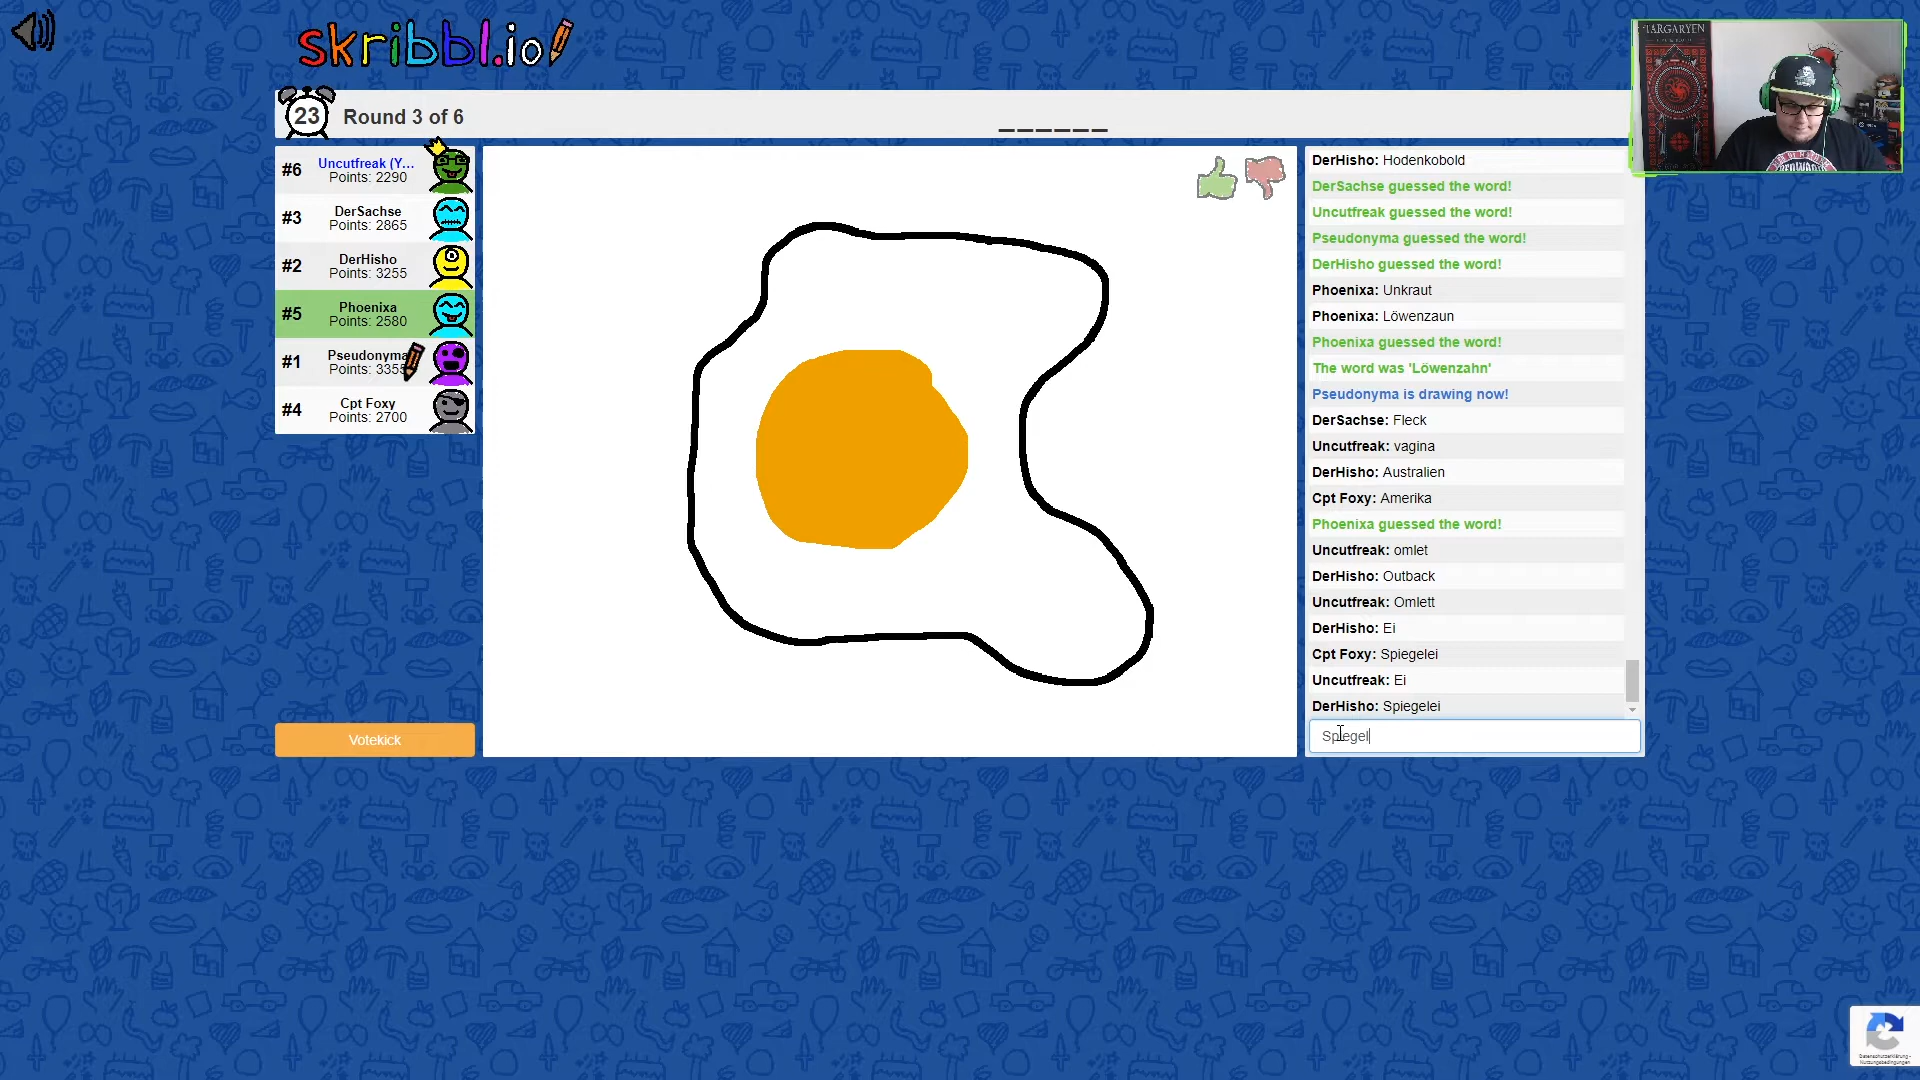 skribbl.io
TARGARYEN
23
Round 3 of 6
______
#6
Uncutfreak (Y...
Points: 2290
#3
DerSachse
Points: 2865
#2
DerHisho
Points: 3255
#5
Phoenixa
Points: 2580
#1
Pseudonyma
Points: 3355
#4
Cpt Foxy
Points: 2700
Votekick
DerHisho: Hodenkobold
DerSachse guessed the word!
Uncutfreak guessed the word!
Pseudonyma guessed the word!
DerHisho guessed the word!
Phoenixa: Unkraut
Phoenixa: Löwenzaun
Phoenixa guessed the word!
The word was 'Löwenzahn'
Pseudonyma is drawing now!
DerSachse: Fleck
Uncutfreak: vagina
DerHisho: Australien
Cpt Foxy: Amerika
Phoenixa guessed the word!
Uncutfreak: omlet
DerHisho: Outback
Uncutfreak: Omlett
DerHisho: Ei
Cpt Foxy: Spiegelei
Uncutfreak: Ei
DerHisho: Spiegelei
Spiegel
Datenschutzerklärung -
Nutzungsbedingungen